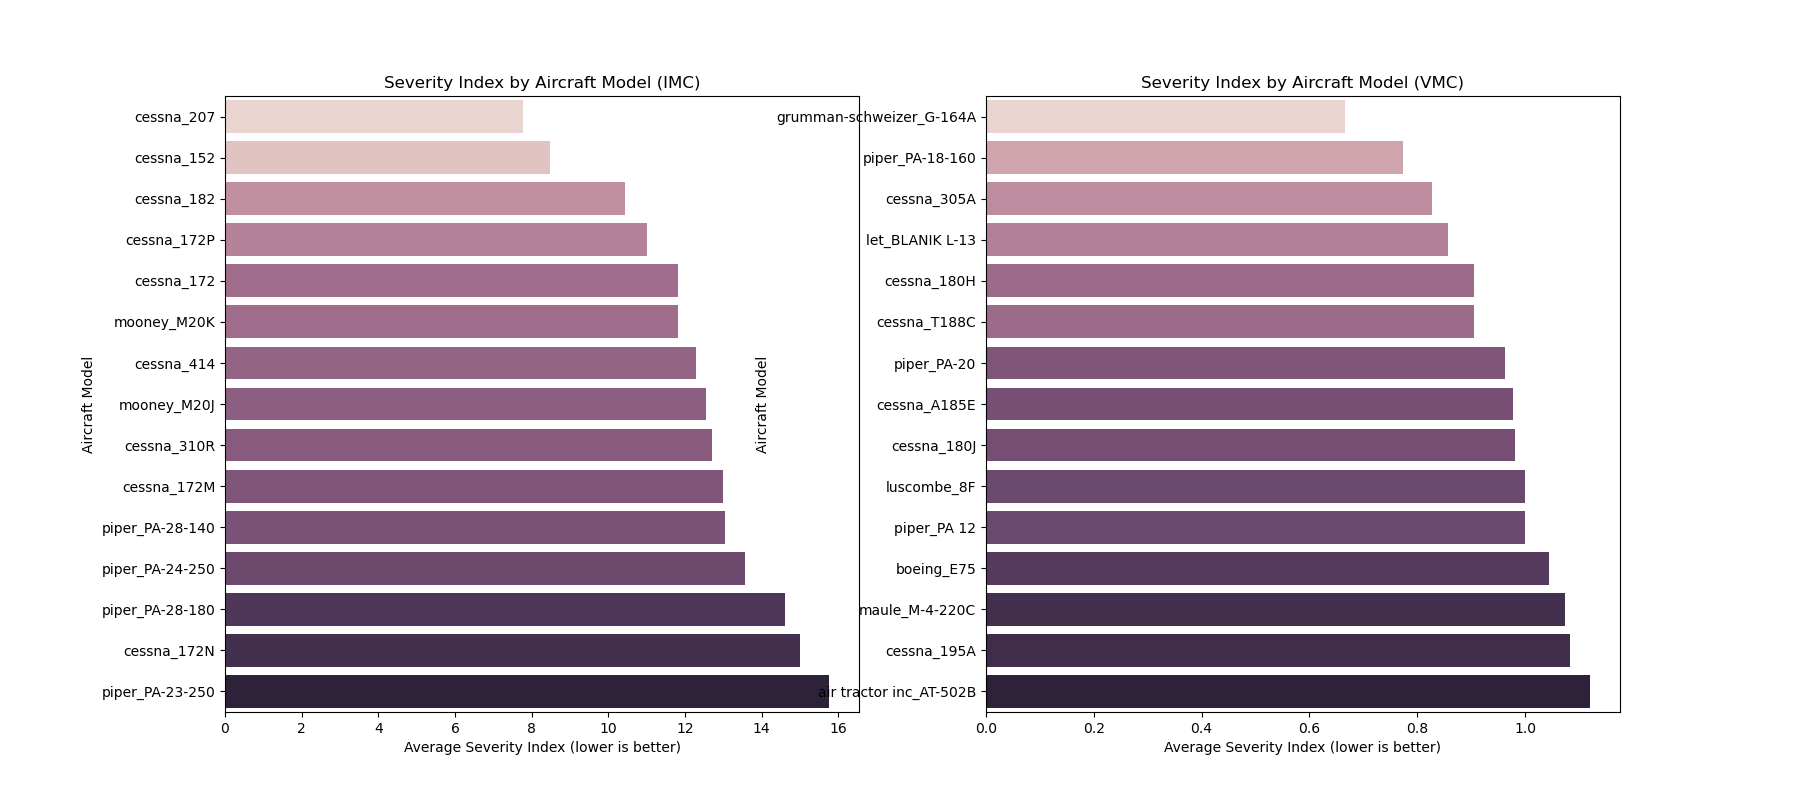 Severity Index by Aircraft Model (IMC)
Aircraft Model
cessna_207
cessna_152
cessna_182
cessna_172P
cessna_172
mooney_M20K
cessna_414
mooney_M20J
cessna_310R
cessna_172M
piper_PA-28-140
piper_PA-24-250
piper_PA-28-180
cessna_172N
piper_PA-23-250
0 2 4 6 8 10 12 14 16
Average Severity Index (lower is better)
Severity Index by Aircraft Model (VMC)
Aircraft Model
grumman-schweizer_G-164A
piper_PA-18-160
cessna_305A
let_BLANIK L-13
cessna_180H
cessna_T188C
piper_PA-20
cessna_A185E
cessna_180J
luscombe_8F
piper_PA 12
boeing_E75
maule_M-4-220C
cessna_195A
air tractor inc_AT-502B
0.0 0.2 0.4 0.6 0.8 1.0
Average Severity Index (lower is better)